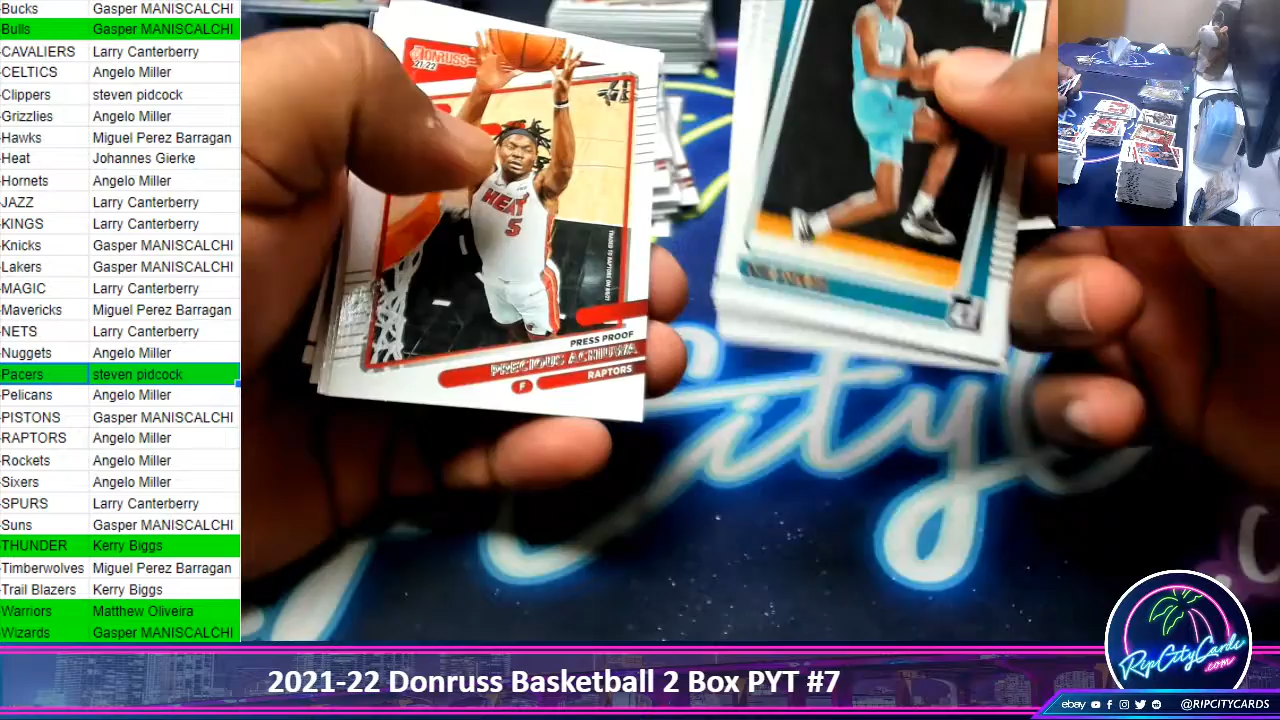 -Bucks Gasper MANISCALCHI
-Bulls Gasper MANISCALCHI
-CAVALIERS Larry Canterberry
-CELTICS Angelo Miller
-Clippers steven pidcock
-Grizzlies Angelo Miller
-Hawks Miguel Perez Barragan
-Heat Johannes Gierke
-Hornets Angelo Miller
-JAZZ Larry Canterberry
-KINGS Larry Canterberry
-Knicks Gasper MANISCALCHI
-Lakers Gasper MANISCALCHI
-MAGIC Larry Canterberry
-Mavericks Miguel Perez Barragan
-NETS Larry Canterberry
-Nuggets Angelo Miller
-Pacers steven pidcock
-Pelicans Angelo Miller
-PISTONS Gasper MANISCALCHI
-RAPTORS Angelo Miller
-Rockets Angelo Miller
-Sixers Angelo Miller
-SPURS Larry Canterberry
-Suns Gasper MANISCALCHI
-THUNDER Kerry Biggs
-Timberwolves Miguel Perez Barragan
-Trail Blazers Kerry Biggs
-Warriors Matthew Oliveira
-Wizards Gasper MANISCALCHI
DONRUSS
21-22
HEAT
5
PRESS PROOF
PRECIOUS ACHIUWA
F RAPTORS
City
RipCityCards
.com
2021-22 Donruss Basketball 2 Box PYT #7
ebay @RIPCITYCARDS